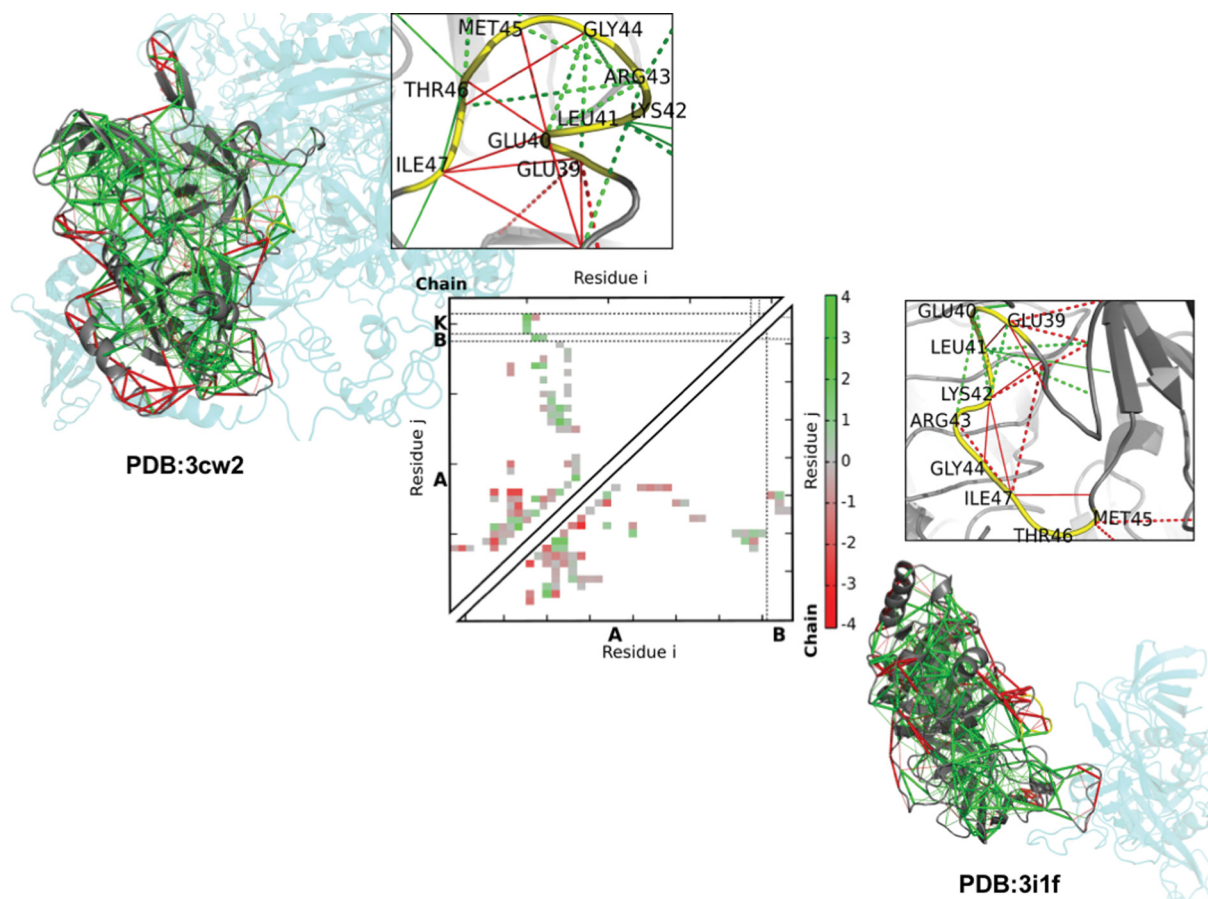 MET45
GLY44
THR46
ARG43
LEU41
LYS42
GLU40
ILE47
GLU39
PDB:3cw2
Residue i
Chain
K
B
A
Residue j
4
3
2
1
0
-1
-2
-3
-4
Residue j
Chain
A
B
Residue i
GLU40
GLU39
LEU41
LYS42
ARG43
GLY44
ILE47
MET45
THR46
PDB:3i1f